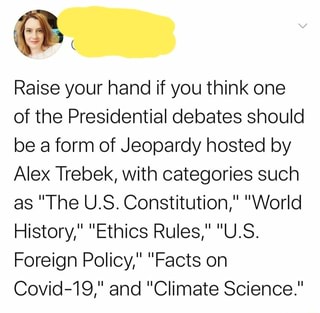 Raise your hand if you think one
of the Presidential debates should
be a form of Jeopardy hosted by
Alex Trebek, with categories such
as "The U.S. Constitution," "World
History," "Ethics Rules," "U.S.
Foreign Policy," "Facts on
Covid-19," and "Climate Science."